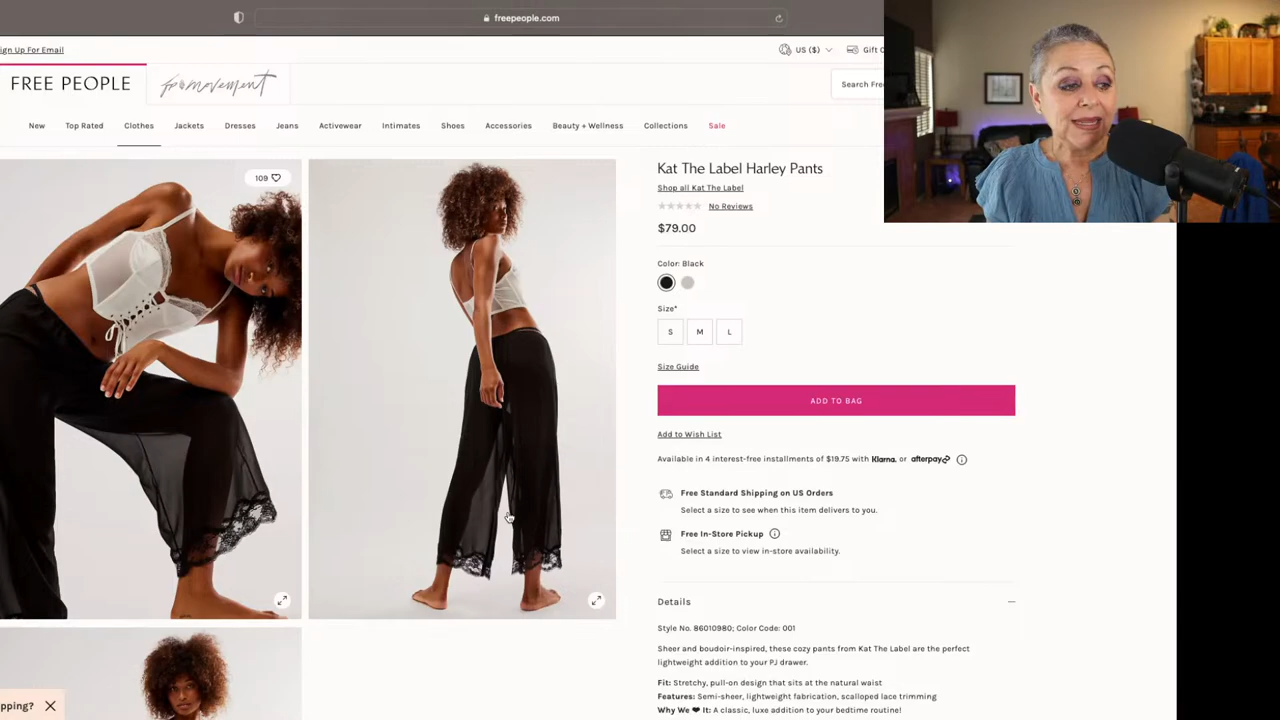 freepeople.com
ign Up For Email
US ($)
Gift C
FREE PEOPLE
fpmovement
Search Free
New Top Rated Clothes Jackets Dresses Jeans Activewear Intimates Shoes Accessories Beauty + Wellness Collections Sale
109
Kat The Label Harley Pants
Shop all Kat The Label
No Reviews
$79.00
Color: Black
Size*
S M L
Size Guide
ADD TO BAG
Add to Wish List
Available in 4 interest-free installments of $19.75 with Klarna. or afterpay
Free Standard Shipping on US Orders
Select a size to see when this item delivers to you.
Free In-Store Pickup
Select a size to view in-store availability.
Details
Style No. 86010980; Color Code: 001
Sheer and boudoir-inspired, these cozy pants from Kat The Label are the perfect
lightweight addition to your PJ drawer.
Fit: Stretchy, pull-on design that sits at the natural waist
Features: Semi-sheer, lightweight fabrication, scalloped lace trimming
Why We ❤ It: A classic, luxe addition to your bedtime routine!
pping?